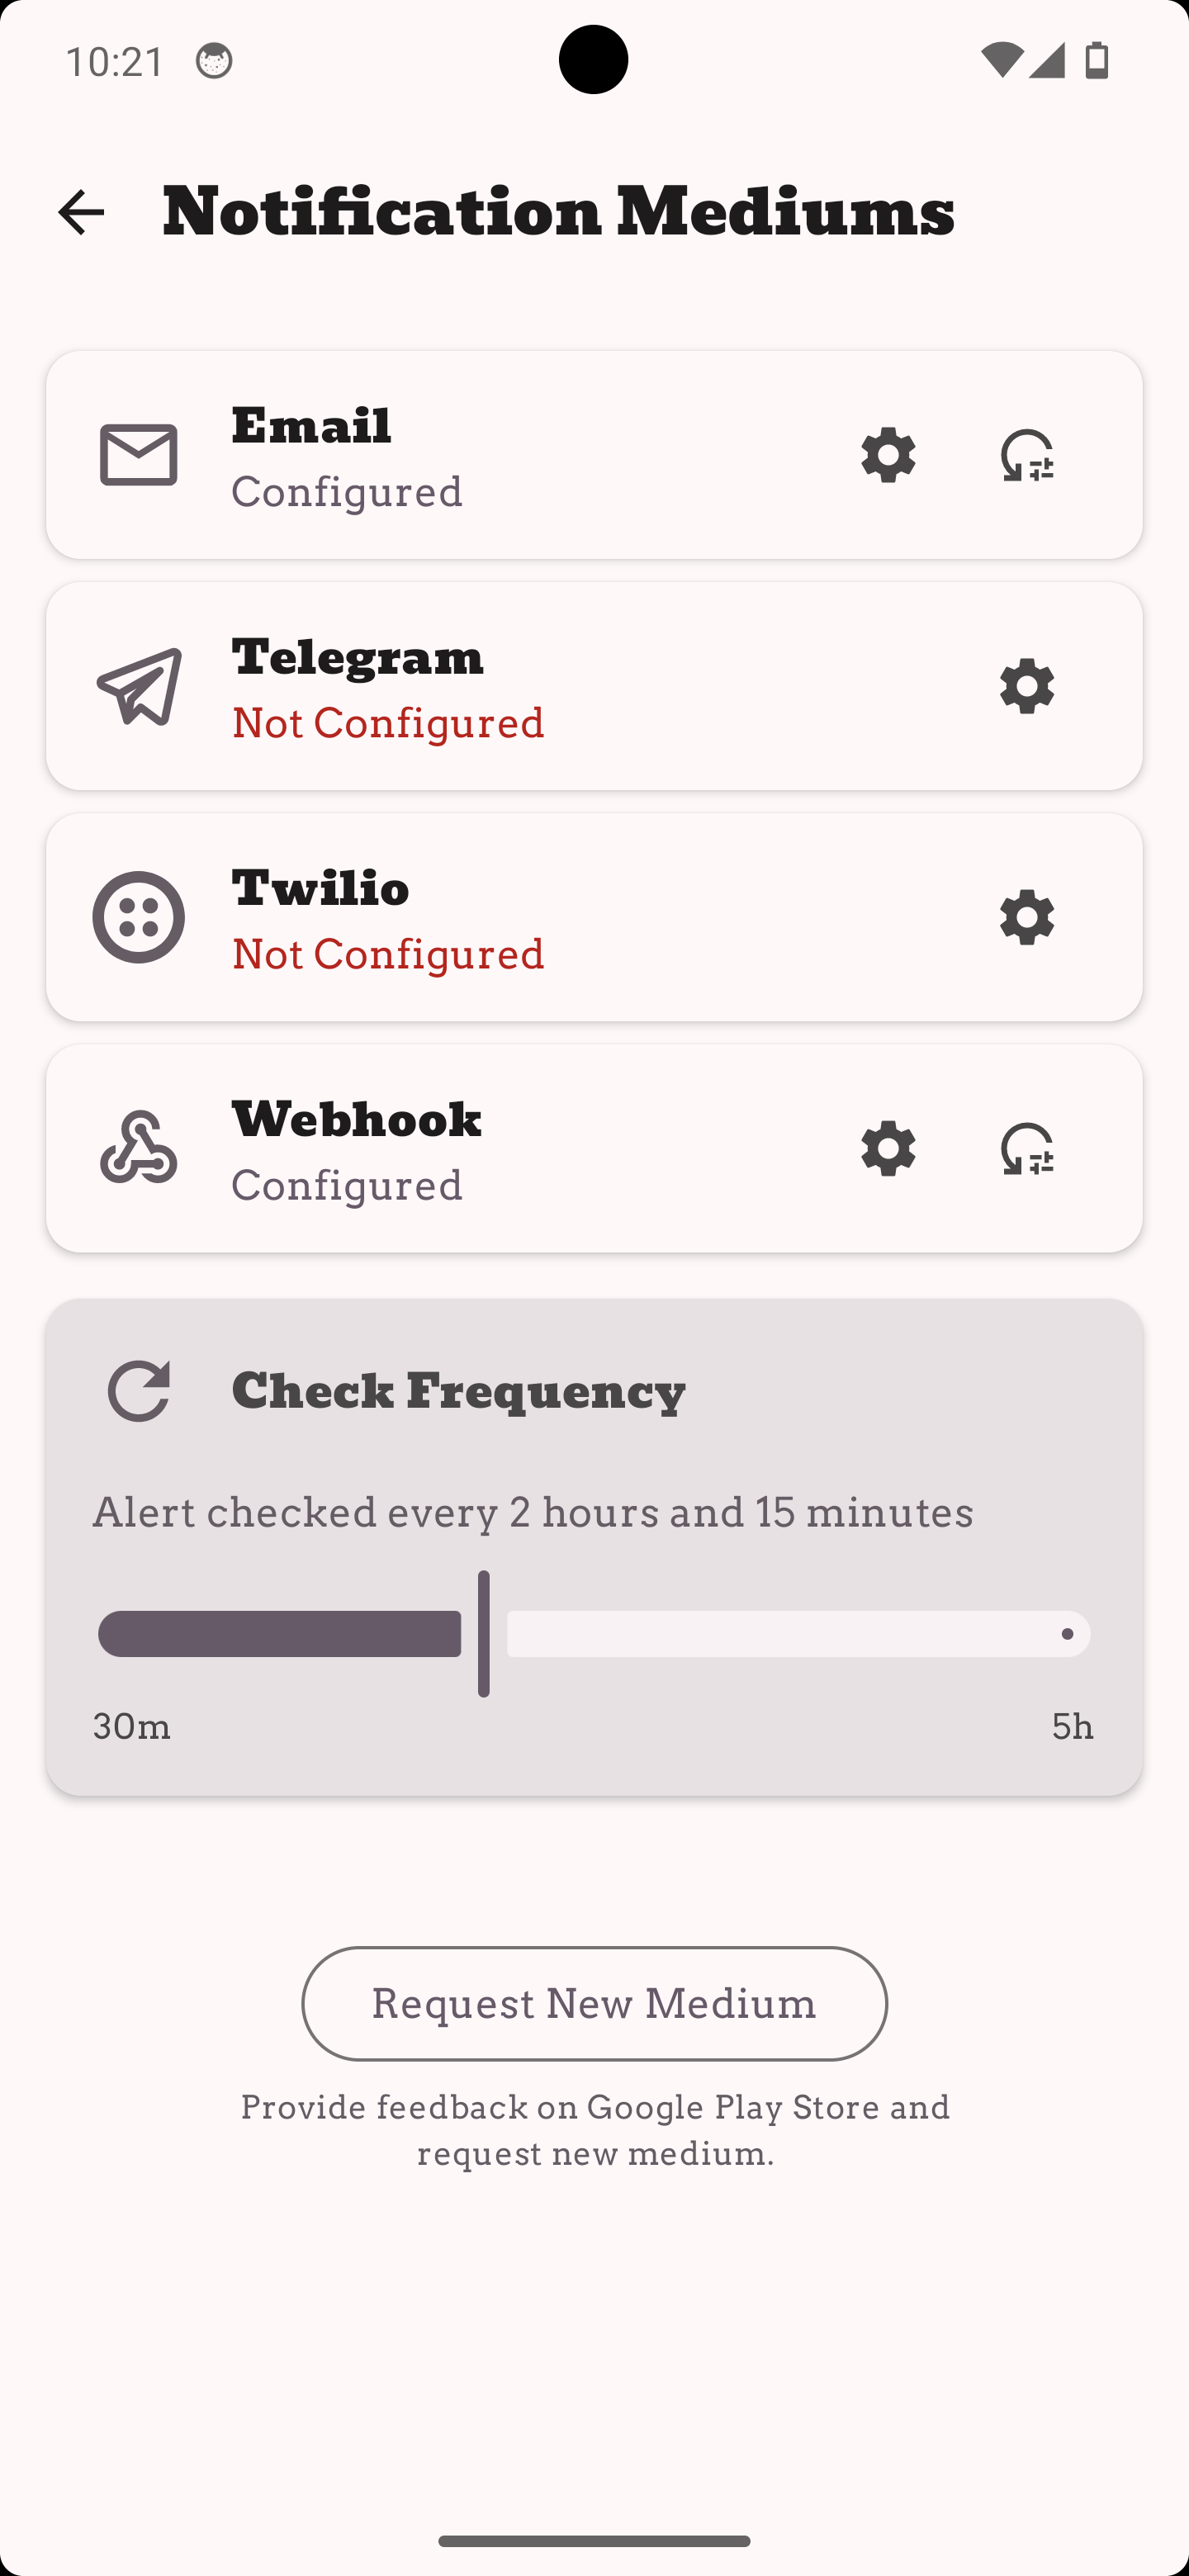 10:21
Notification Mediums
Email
Configured
Telegram
Not Configured
Twilio
Not Configured
Webhook
Configured
Check Frequency
Alert checked every 2 hours and 15 minutes
30m 5h
Request New Medium
Provide feedback on Google Play Store and
request new medium.